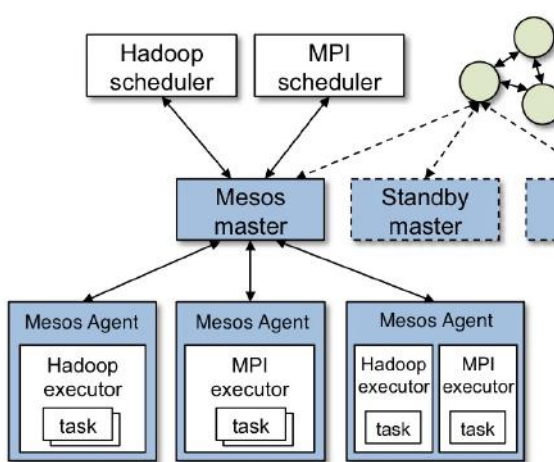 Hadoop
scheduler
MPI
scheduler
Mesos
master
Standby
master
Mesos Agent
Hadoop
executor
task
Mesos Agent
MPI
executor
task
Mesos Agent
Hadoop
executor
task
MPI
executor
task